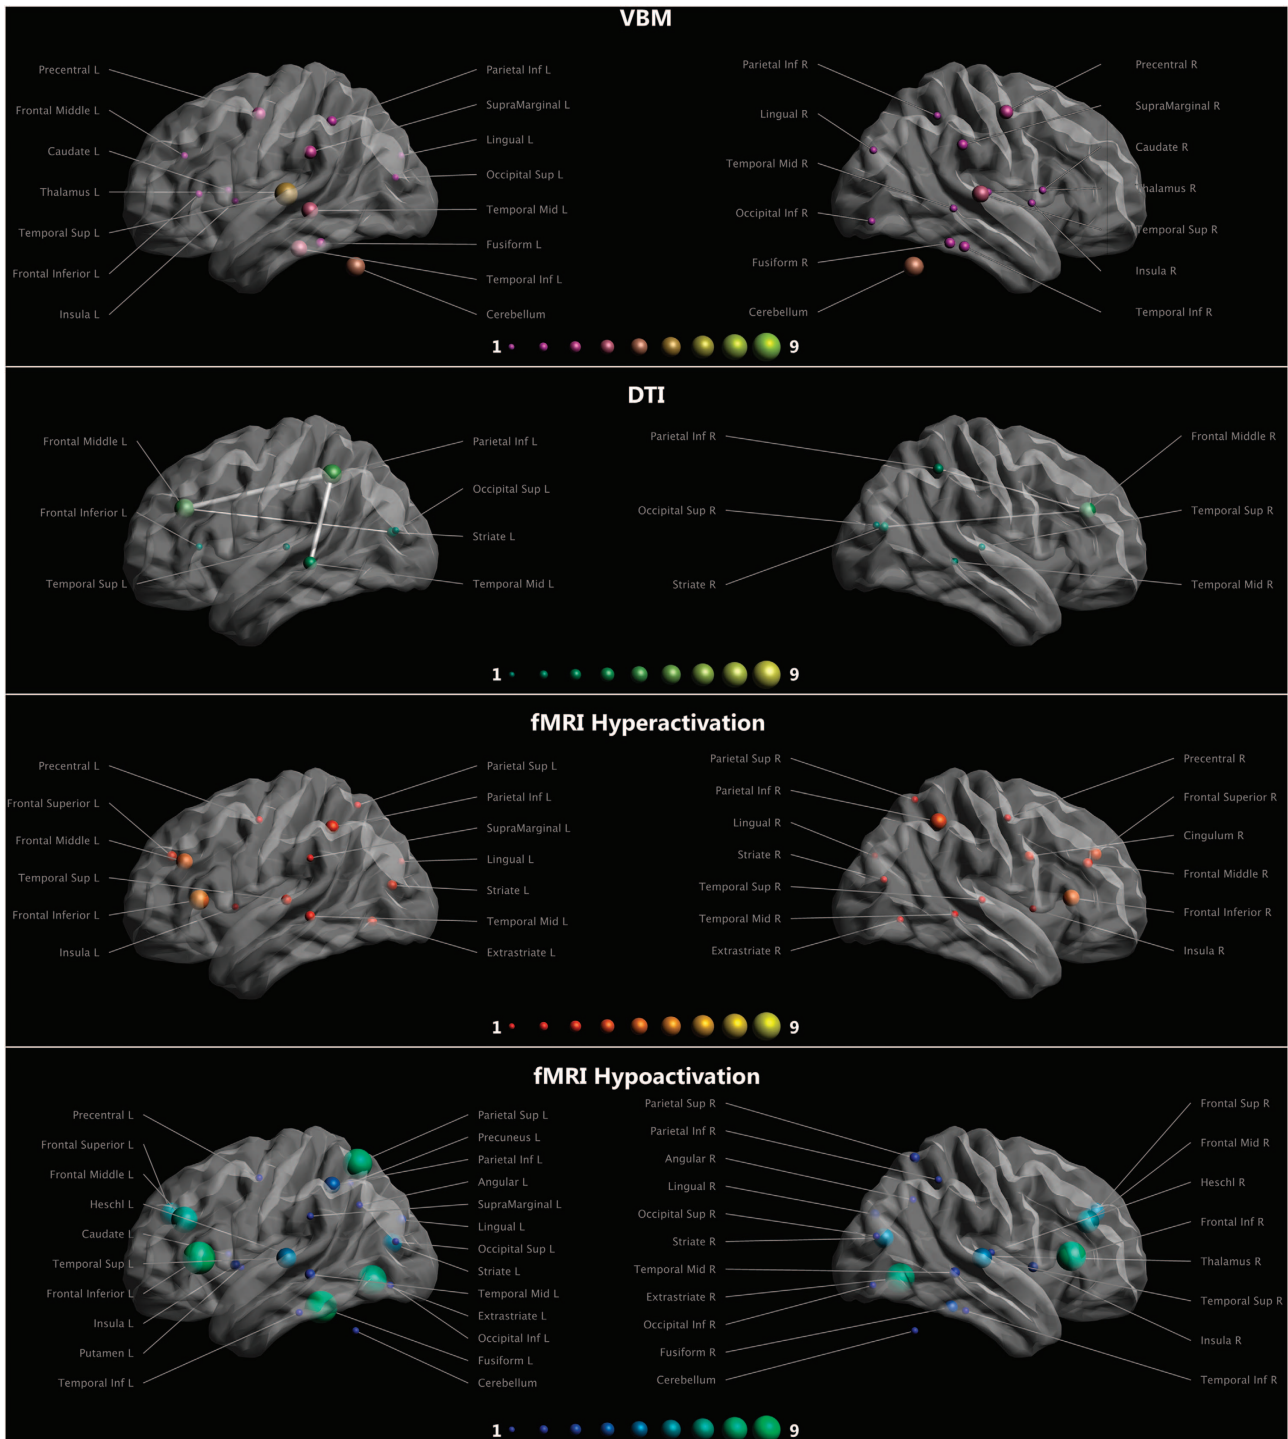 VBM
Precentral L
Frontal Middle L
Caudate L
Thalamus L
Temporal Sup L
Frontal Inferior L
Insula L
Parietal Inf L
SupraMarginal L
Lingual L
Occipital Sup L
Temporal Mid L
Fusiform L
Temporal Inf L
Cerebellum
Parietal Inf R
Lingual R
Temporal Mid R
Occipital Inf R
Fusiform R
Cerebellum
Precentral R
SupraMarginal R
Caudate R
Thalamus R
Temporal Sup R
Insula R
Temporal Inf R
1 9
DTI
Frontal Middle L
Frontal Inferior L
Temporal Sup L
Parietal Inf L
Occipital Sup L
Striate L
Temporal Mid L
Parietal Inf R
Occipital Sup R
Striate R
Frontal Middle R
Temporal Sup R
Temporal Mid R
1 9
fMRI Hyperactivation
Precentral L
Frontal Superior L
Frontal Middle L
Temporal Sup L
Frontal Inferior L
Insula L
Parietal Sup L
Parietal Inf L
SupraMarginal L
Lingual L
Striate L
Temporal Mid L
Extrastriate L
Parietal Sup R
Parietal Inf R
Lingual R
Striate R
Temporal Sup R
Temporal Mid R
Extrastriate R
Precentral R
Frontal Superior R
Cingulum R
Frontal Middle R
Frontal Inferior R
Insula R
1 9
fMRI Hypoactivation
Precentral L
Frontal Superior L
Frontal Middle L
Heschl L
Caudate L
Temporal Sup L
Frontal Inferior L
Insula L
Putamen L
Temporal Inf L
Parietal Sup L
Precuneus L
Parietal Inf L
Angular L
SupraMarginal L
Lingual L
Occipital Sup L
Striate L
Temporal Mid L
Extrastriate L
Occipital Inf L
Fusiform L
Cerebellum
Parietal Sup R
Parietal Inf R
Angular R
Lingual R
Occipital Sup R
Striate R
Temporal Mid R
Extrastriate R
Occipital Inf R
Fusiform R
Cerebellum
Frontal Sup R
Frontal Mid R
Heschl R
Frontal Inf R
Thalamus R
Temporal Sup R
Insula R
Temporal Inf R
1 9